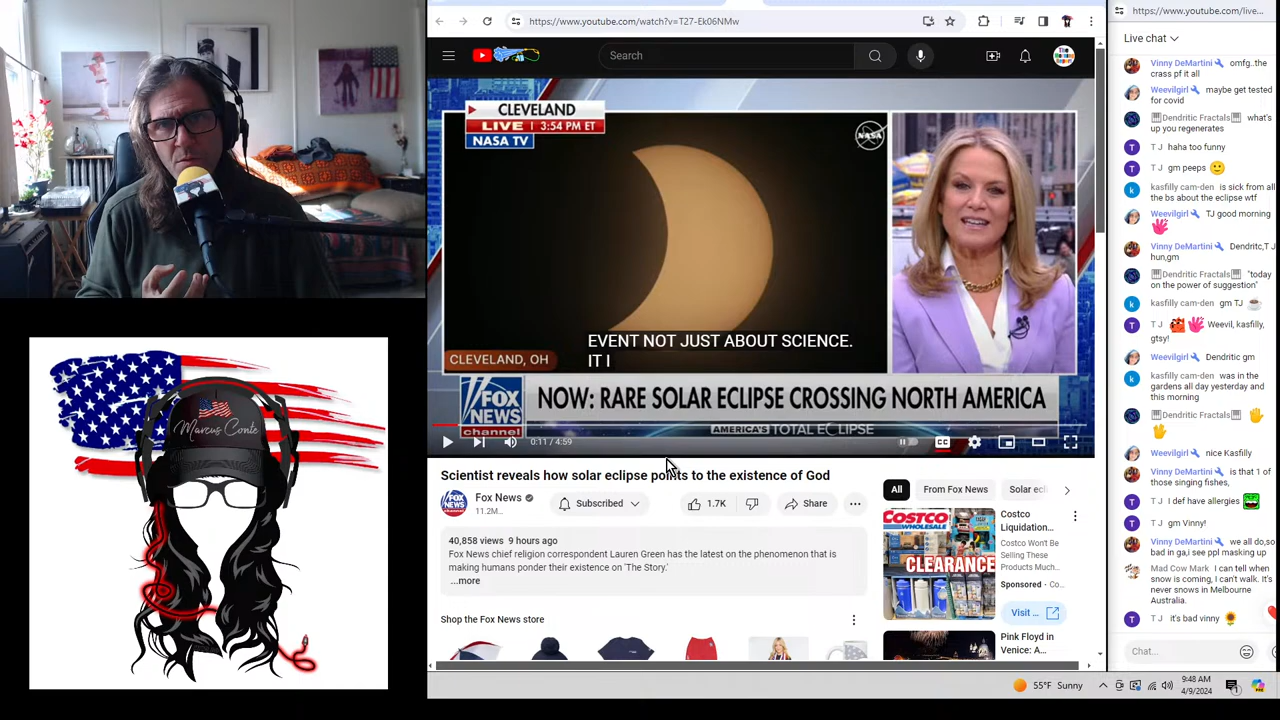 https://www.youtube.com/watch?v=T27-Ek06NMw
https://www.youtube.com/live...
Search
CLEVELAND
LIVE | 3:54 PM ET
NASA TV
NASA
EVENT NOT JUST ABOUT SCIENCE.
IT I
CLEVELAND, OH
FOX
NEWS
channel
NOW: RARE SOLAR ECLIPSE CROSSING NORTH AMERICA
AMERICA'S TOTAL ECLIPSE
0:11 / 4:59
Scientist reveals how solar eclipse points to the existence of God
Fox News
11.2M...
Subscribed
1.7K
Share
40,858 views 9 hours ago
Fox News chief religion correspondent Lauren Green has the latest on the phenomenon that is
making humans ponder their existence on 'The Story.'
...more
Shop the Fox News store
All
From Fox News
Solar ecl
COSTCO
WHOLESALE
CLEARANCE
Costco
Liquidation...
Costco Won't Be
Selling These
Products Much...
Sponsored · Co...
Visit ...
Pink Floyd in
Venice: A...
Marcus Conte
Live chat
Vinny DeMartini omfg..the
crass pf it all
Weevilgirl maybe get tested
for covid
Dendritic Fractals what's
up you regenerates
T J haha too funny
T J gm peeps
kasfilly cam-den is sick from all
the bs about the eclipse wtf
Weevilgirl TJ good morning
Vinny DeMartini Dendritc,T J
hun,gm
Dendritic Fractals "today
on the power of suggestion"
kasfilly cam-den gm TJ
T J Weevil, kasfilly,
gtsy!
Weevilgirl Dendritic gm
kasfilly cam-den was in the
gardens all day yesterday and
this morning
Dendritic Fractals
Weevilgirl nice Kasfilly
Vinny DeMartini is that 1 of
those singing fishes,
T J I def have allergies
T J gm Vinny!
Vinny DeMartini we all do,so
bad in ga,i see ppl masking up
Mad Cow Mark I can tell when
snow is coming, I can't walk. It's
never snows in Melbourne
Australia.
T J it's bad vinny
Chat...
55°F Sunny
9:48 AM
4/9/2024